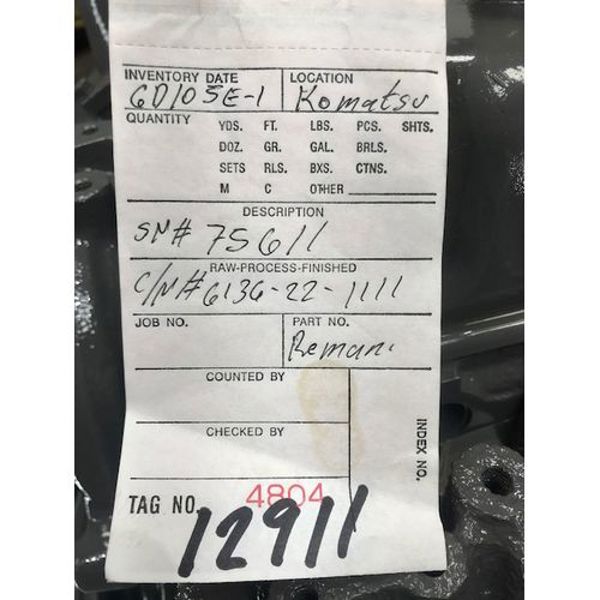 INVENTORY DATE LOCATION
6D105E-1 Komatsu
QUANTITY YDS. FT. LBS. PCS. SHTS.
DOZ. GR. GAL. BRLS.
SETS RLS. BXS. CTNS.
M C OTHER
DESCRIPTION
SN# 75611
RAW-PROCESS-FINISHED
C/N# 6136-22-1111
JOB NO. PART NO.
Reman.
COUNTED BY
CHECKED BY
INDEX NO.
TAG NO. 4804
12911